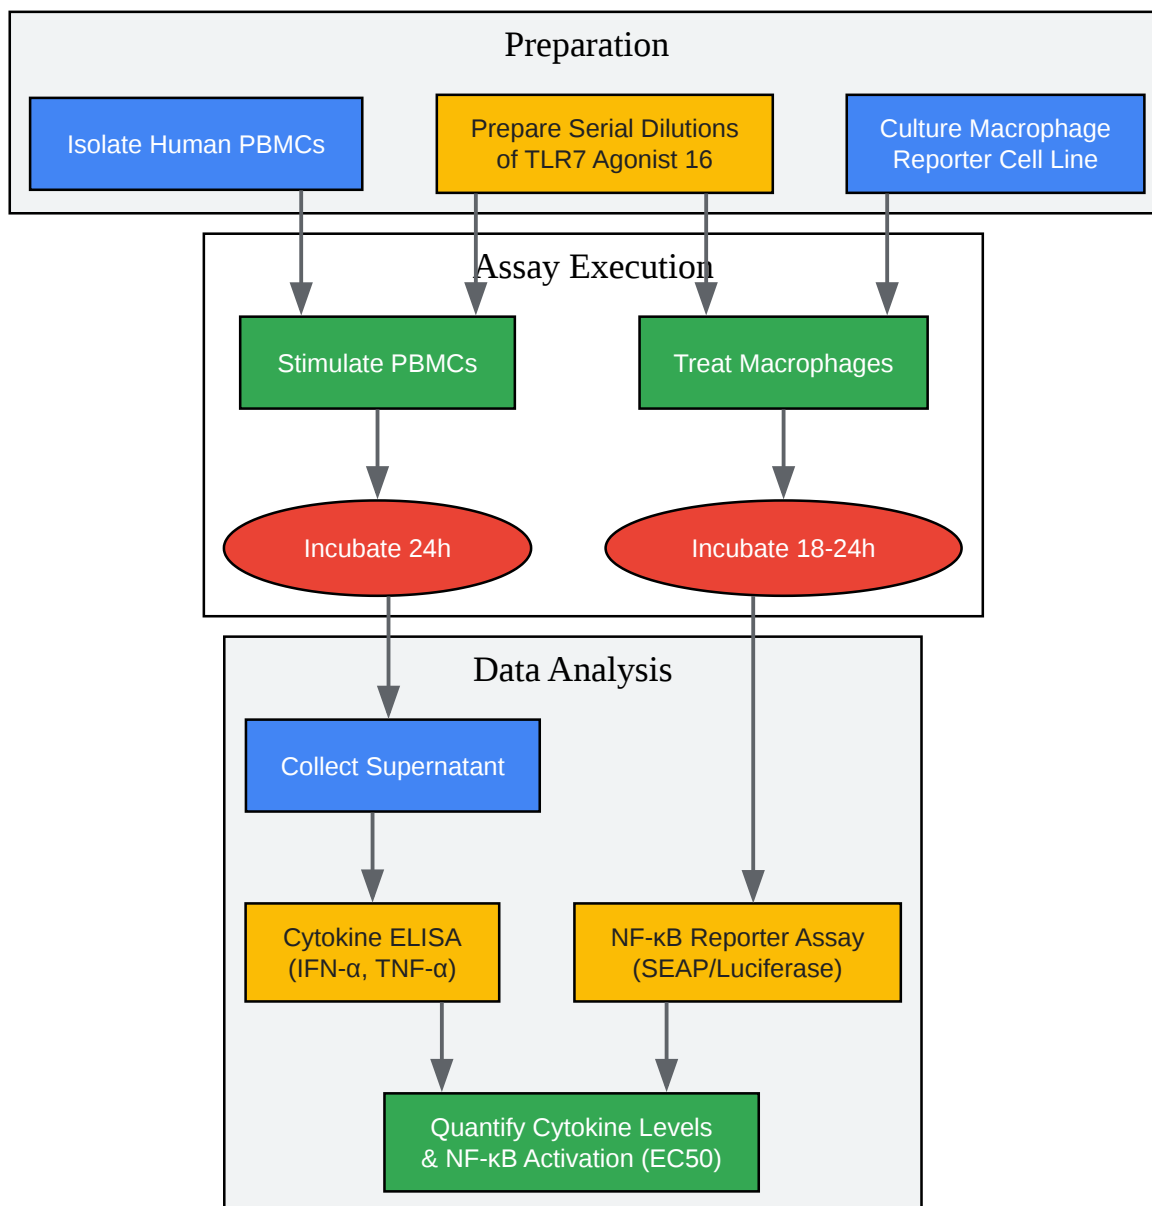 Preparation
Isolate Human PBMCs
Prepare Serial Dilutions
of TLR7 Agonist 16
Culture Macrophage
Reporter Cell Line
Assay Execution
Stimulate PBMCs
Treat Macrophages
Incubate 24h
Incubate 18-24h
Data Analysis
Collect Supernatant
Cytokine ELISA
(IFN-α, TNF-α)
NF-κB Reporter Assay
(SEAP/Luciferase)
Quantify Cytokine Levels
& NF-κB Activation (EC50)